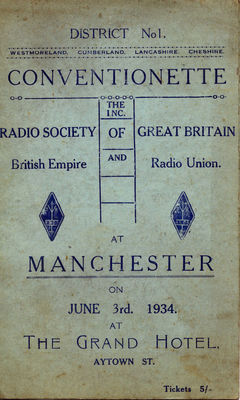 DISTRICT No1.
WESTMORELAND. CUMBERLAND. LANCASHIRE. CHESHIRE.
CONVENTIONETTE
THE
INC.
RADIO SOCIETY OF GREAT BRITAIN
British Empire AND Radio Union.
AT
MANCHESTER
ON
JUNE 3rd. 1934.
AT
THE GRAND HOTEL,
AYTOWN ST.
Tickets 5/-